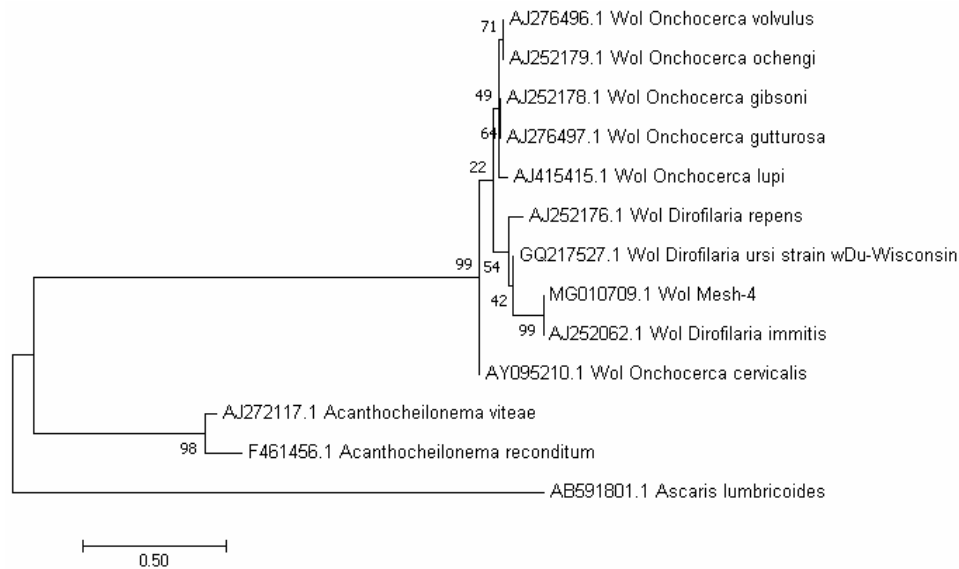 71
AJ276496.1 Wol Onchocerca volvulus
AJ252179.1 Wol Onchocerca ochengi
49
AJ252178.1 Wol Onchocerca gibsoni
64
AJ276497.1 Wol Onchocerca gutturosa
22
AJ415415.1 Wol Onchocerca lupi
AJ252176.1 Wol Dirofilaria repens
99
54
GQ217527.1 Wol Dirofilaria ursi strain wDu-Wisconsin
42
MG010709.1 Wol Mesh-4
99
AJ252062.1 Wol Dirofilaria immitis
AY095210.1 Wol Onchocerca cervicalis
AJ272117.1 Acanthocheilonema viteae
98
F461456.1 Acanthocheilonema reconditum
AB591801.1 Ascaris lumbricoides
0.50